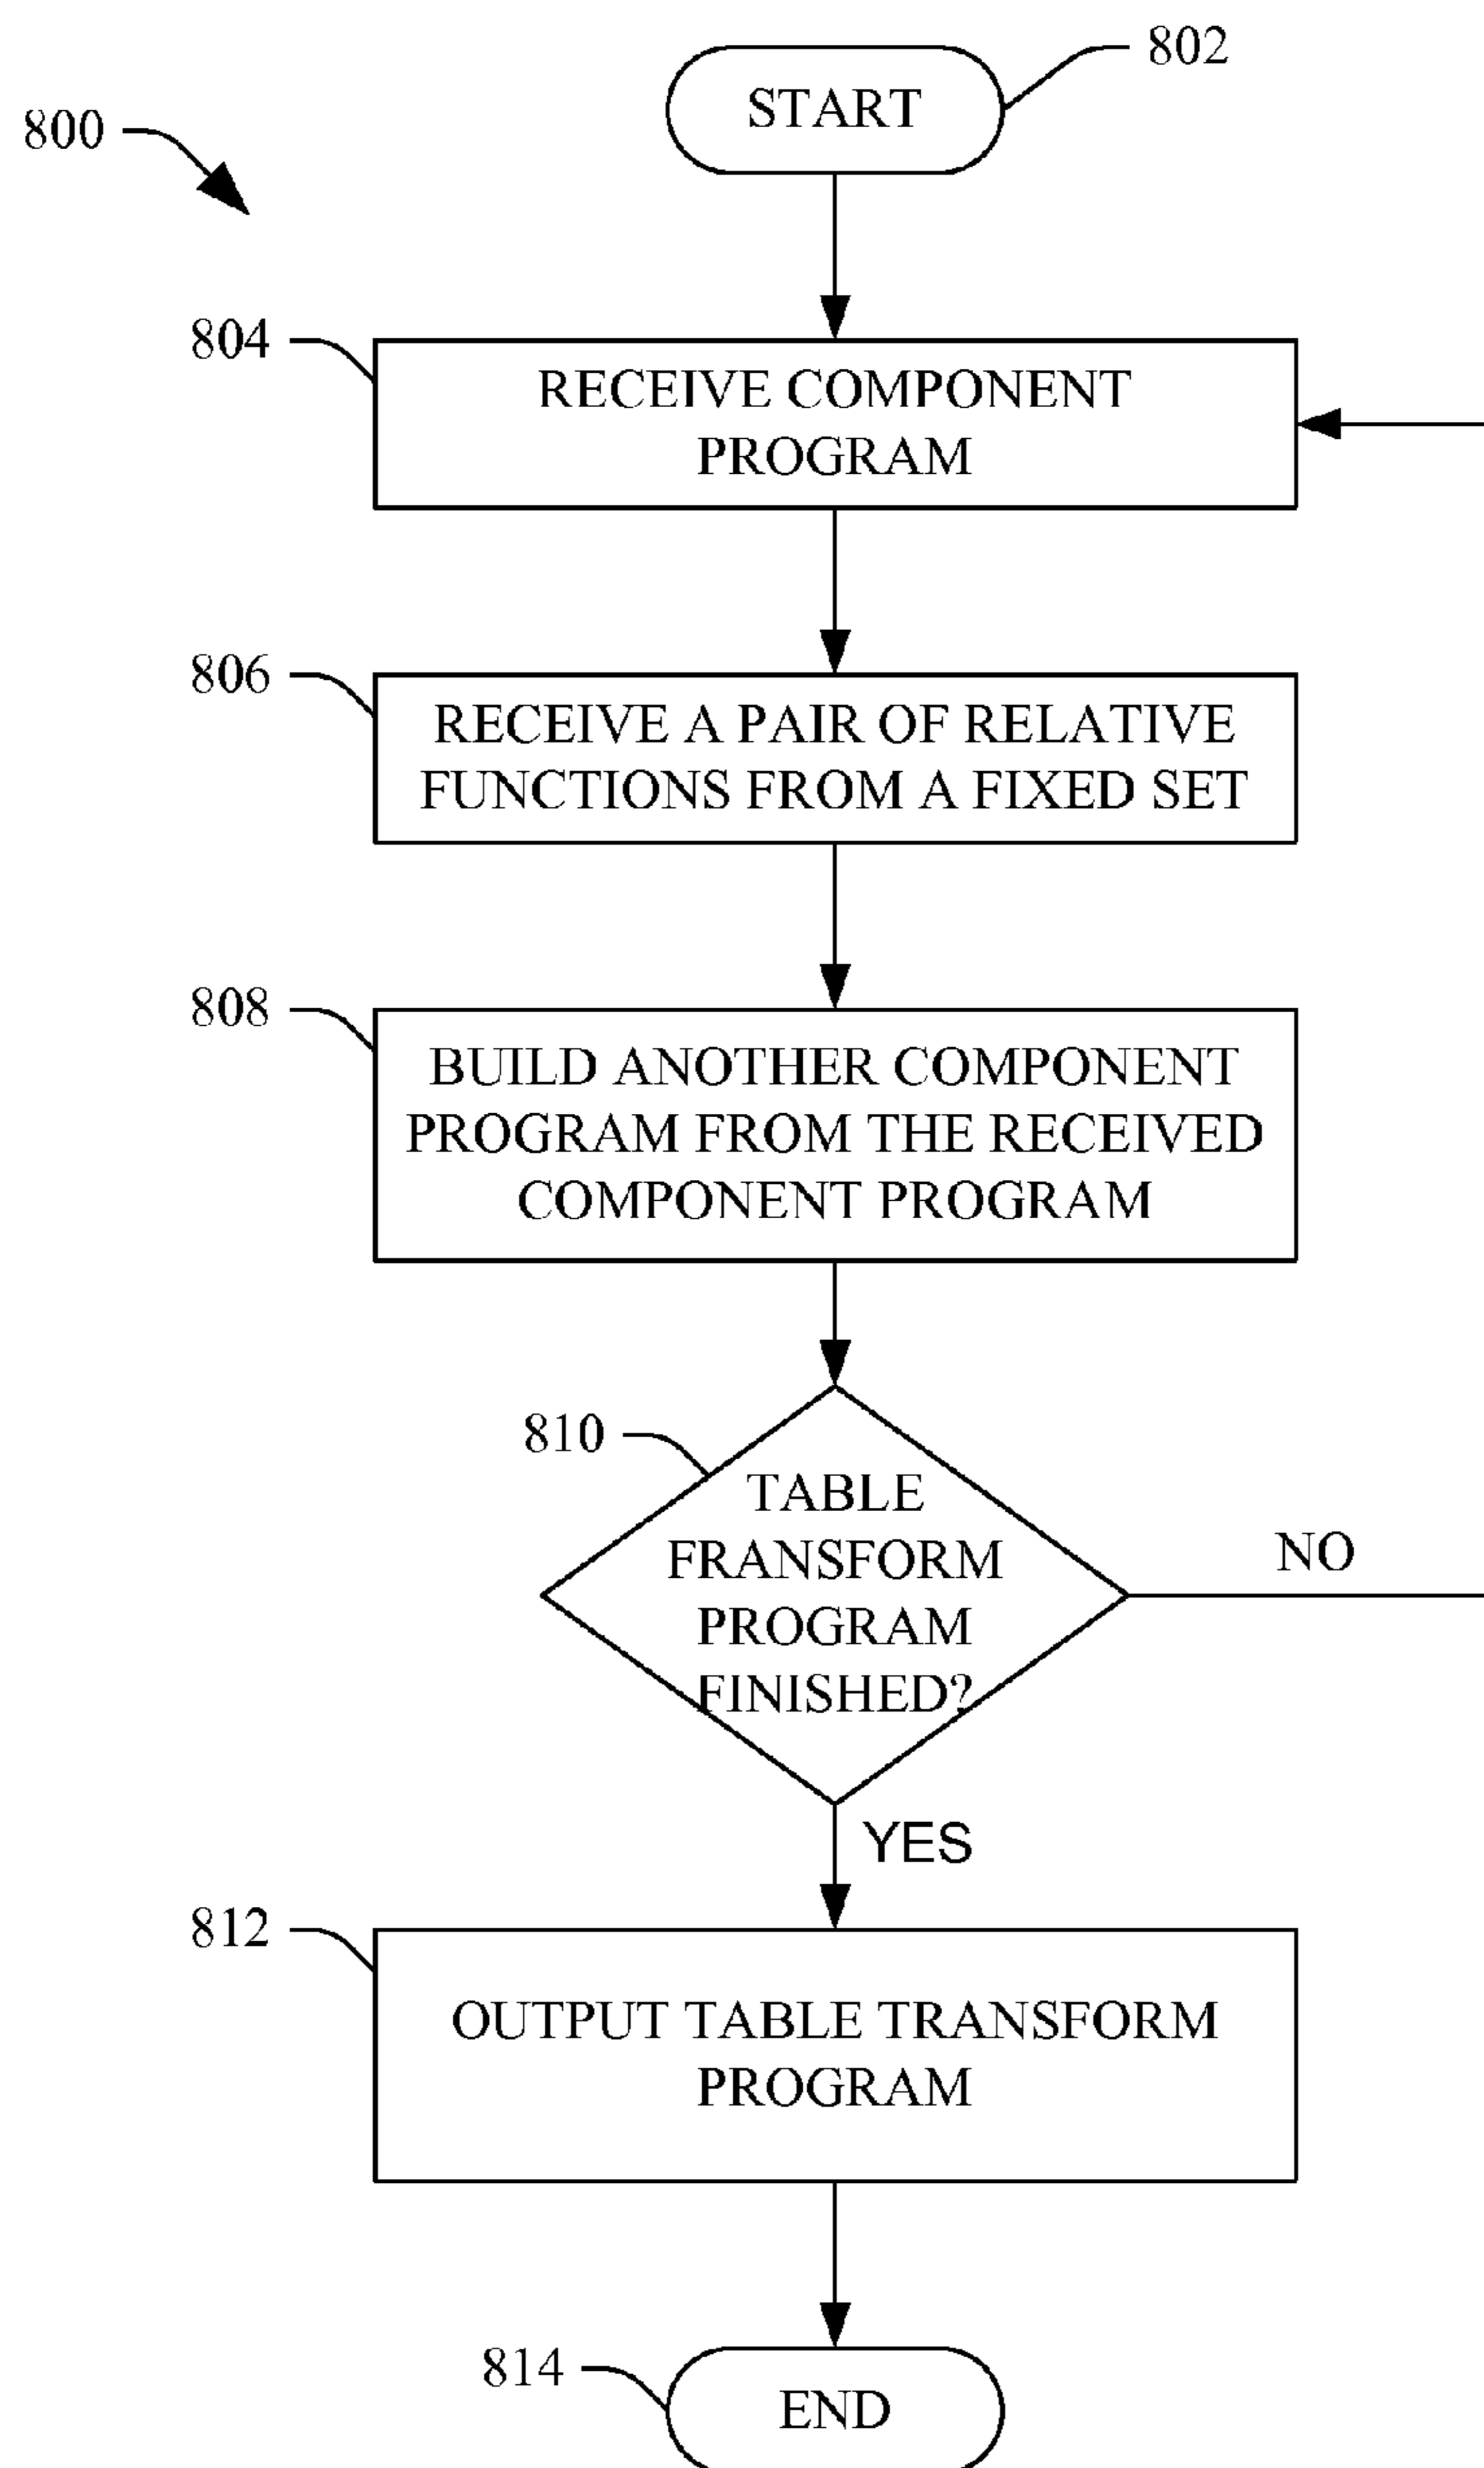 802
START
800
804
RECEIVE COMPONENT
PROGRAM
806
RECEIVE A PAIR OF RELATIVE
FUNCTIONS FROM A FIXED SET
808
BUILD ANOTHER COMPONENT
PROGRAM FROM THE RECEIVED
COMPONENT PROGRAM
810
TABLE
FRANSFORM
PROGRAM
FINISHED?
NO
YES
812
OUTPUT TABLE TRANSFORM
PROGRAM
814
END